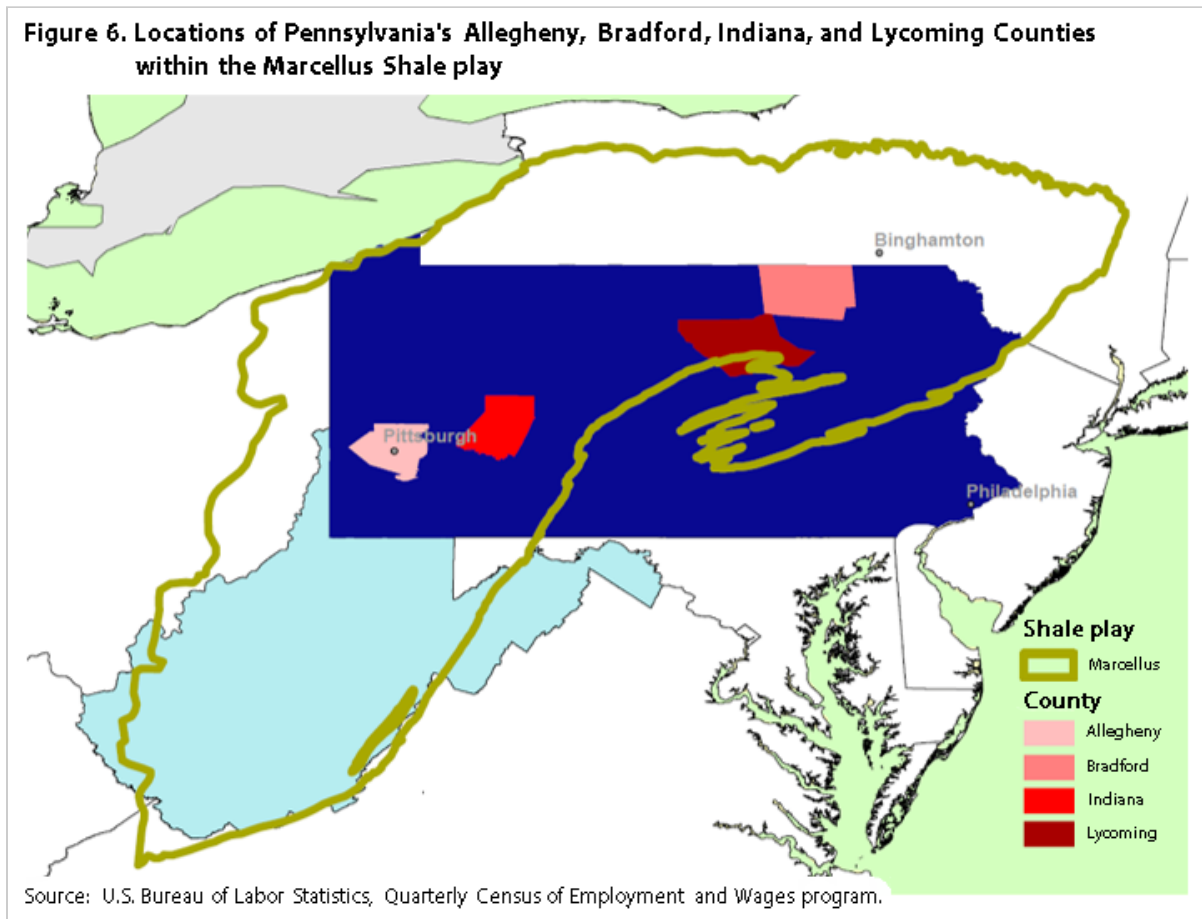 Figure 6. Locations of Pennsylvania's Allegheny, Bradford, Indiana, and Lycoming Counties
within the Marcellus Shale play
Binghamton
Pittsburgh
Philadelphia
Shale play
Marcellus
County
Allegheny
Bradford
Indiana
Lycoming
Source: U.S. Bureau of Labor Statistics, Quarterly Census of Employment and Wages program.